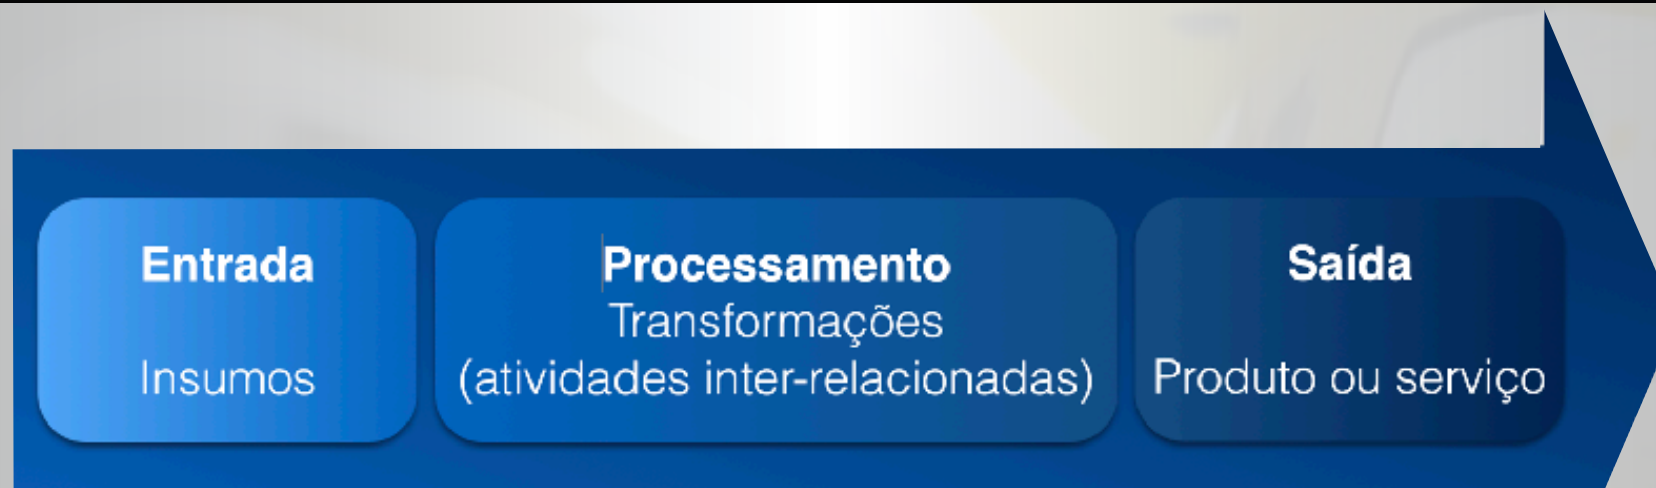 Entrada
Insumos
Processamento
Transformações
(atividades inter-relacionadas)
Saída
Produto ou serviço